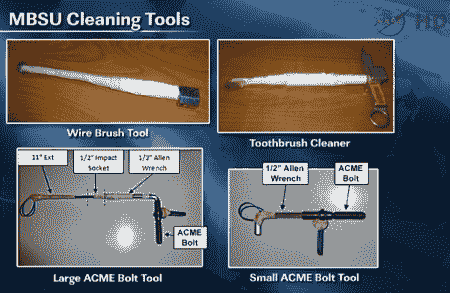 MBSU Cleaning Tools
HD
Wire Brush Tool
Toothbrush Cleaner
11" Ext
1/2" Impact
Socket
1/2" Allen
Wrench
ACME
Bolt
Large ACME Bolt Tool
1/2" Allen
Wrench
ACME
Bolt
Small ACME Bolt Tool